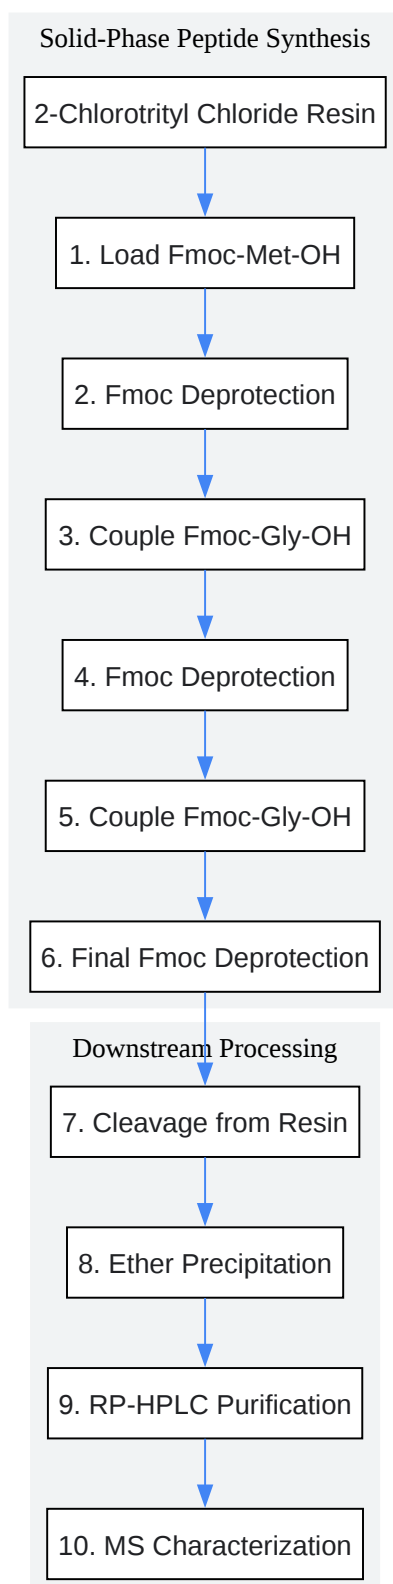 Solid-Phase Peptide Synthesis
2-Chlorotrityl Chloride Resin
1. Load Fmoc-Met-OH
2. Fmoc Deprotection
3. Couple Fmoc-Gly-OH
4. Fmoc Deprotection
5. Couple Fmoc-Gly-OH
6. Final Fmoc Deprotection
Downstream Processing
7. Cleavage from Resin
8. Ether Precipitation
9. RP-HPLC Purification
10. MS Characterization